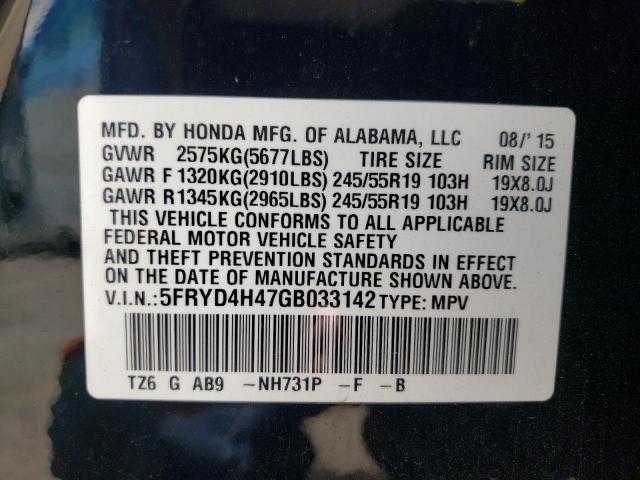 MFD. BY HONDA MFG. OF ALABAMA, LLC 08/'15
GVWR 2575KG(5677LBS) TIRE SIZE RIM SIZE
GAWR F 1320KG(2910LBS) 245/55R19 103H 19X8.0J
GAWR R 1345KG(2965LBS) 245/55R19 103H 19X8.0J
THIS VEHICLE CONFORMS TO ALL APPLICABLE
FEDERAL MOTOR VEHICLE SAFETY
AND THEFT PREVENTION STANDARDS IN EFFECT
ON THE DATE OF MANUFACTURE SHOWN ABOVE.
V.I.N.: 5FRYD4H47GB033142 TYPE: MPV
TZ6 G AB9 -NH731P -F -B